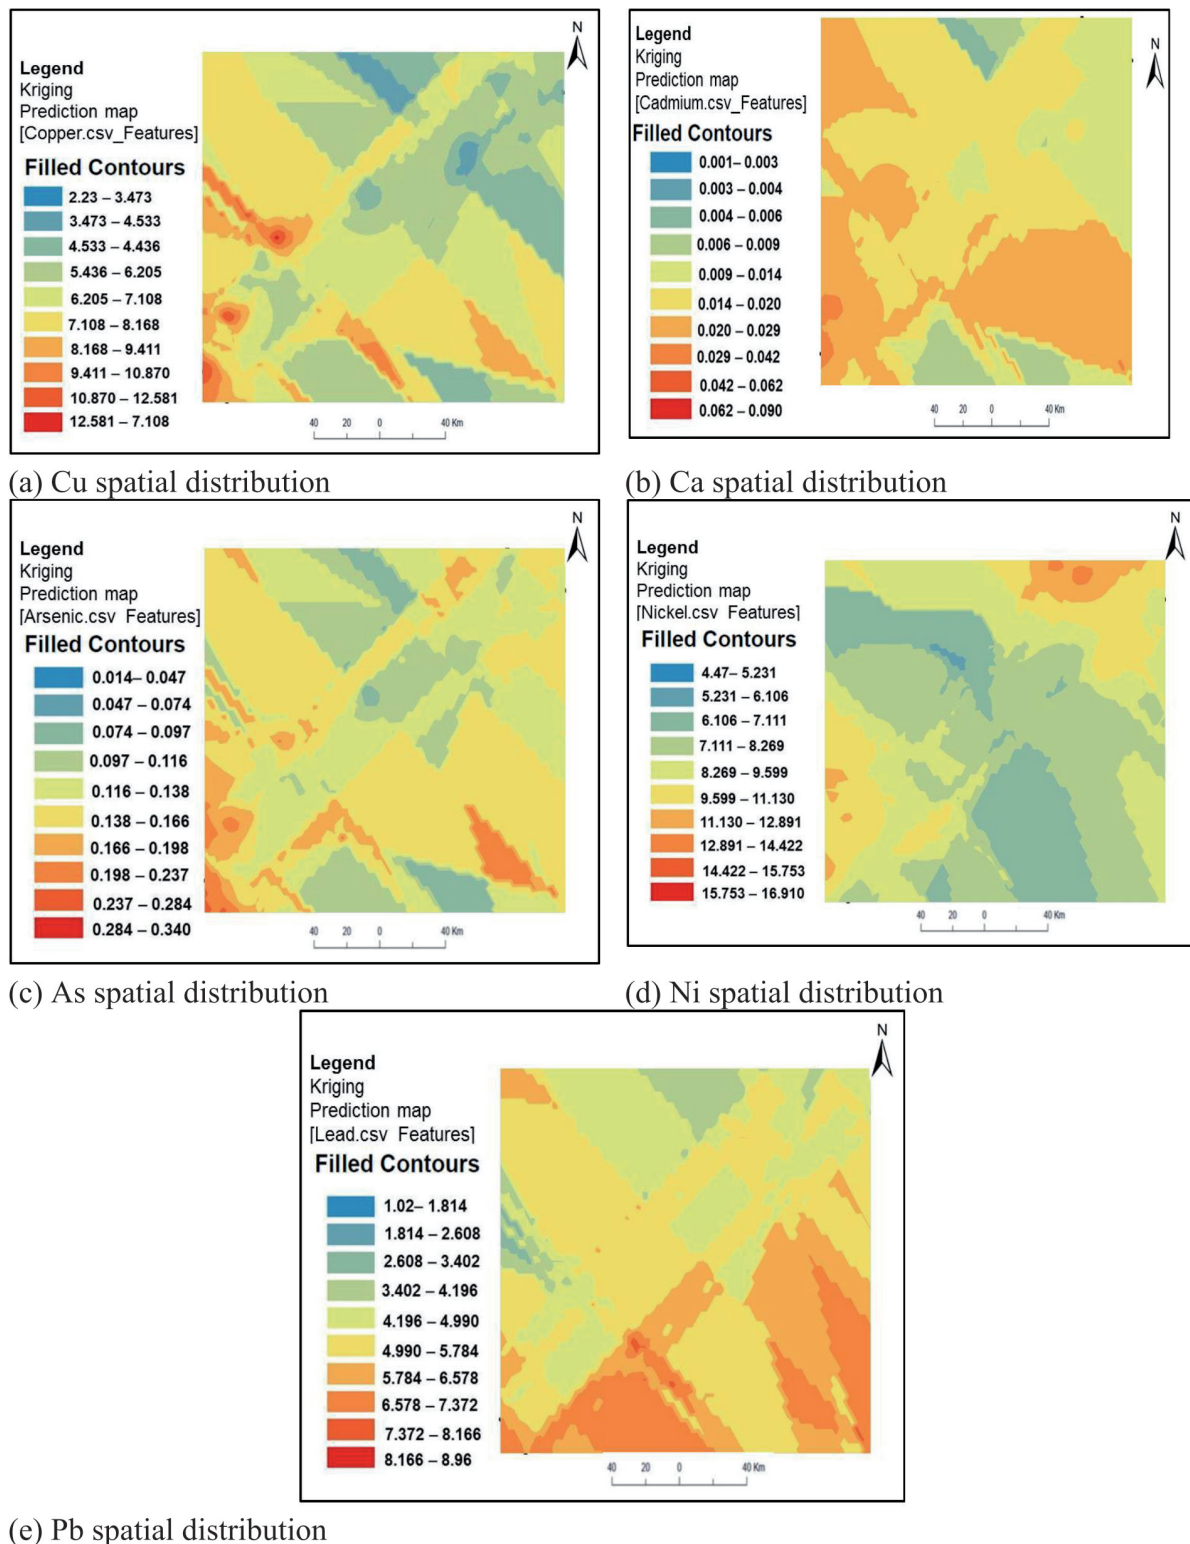 N
Legend
Kriging
Prediction map
[Copper.csv_Features]
Filled Contours
2.23 – 3.473
3.473 – 4.533
4.533 – 4.436
5.436 – 6.205
6.205 – 7.108
7.108 – 8.168
8.168 – 9.411
9.411 – 10.870
10.870 – 12.581
12.581 – 7.108
40 20 0 40 Km
(a) Cu spatial distribution
N
Legend
Kriging
Prediction map
[Cadmium.csv_Features]
Filled Contours
0.001– 0.003
0.003 – 0.004
0.004 – 0.006
0.006 – 0.009
0.009 – 0.014
0.014 – 0.020
0.020 – 0.029
0.029 – 0.042
0.042 – 0.062
0.062 – 0.090
40 20 0 40 Km
(b) Ca spatial distribution
N
Legend
Kriging
Prediction map
[Arsenic.csv_Features]
Filled Contours
0.014– 0.047
0.047 – 0.074
0.074 – 0.097
0.097 – 0.116
0.116 – 0.138
0.138 – 0.166
0.166 – 0.198
0.198 – 0.237
0.237 – 0.284
0.284 – 0.340
40 20 0 40 Km
(c) As spatial distribution
N
Legend
Kriging
Prediction map
[Nickel.csv Features]
Filled Contours
4.47– 5.231
5.231 – 6.106
6.106 – 7.111
7.111 – 8.269
8.269 – 9.599
9.599 – 11.130
11.130 – 12.891
12.891 – 14.422
14.422 – 15.753
15.753 – 16.910
40 20 0 40 Km
(d) Ni spatial distribution
N
Legend
Kriging
Prediction map
[Lead.csv Features]
Filled Contours
1.02– 1.814
1.814 – 2.608
2.608 – 3.402
3.402 – 4.196
4.196 – 4.990
4.990 – 5.784
5.784 – 6.578
6.578 – 7.372
7.372 – 8.166
8.166 – 8.96
40 20 0 40 Km
(e) Pb spatial distribution